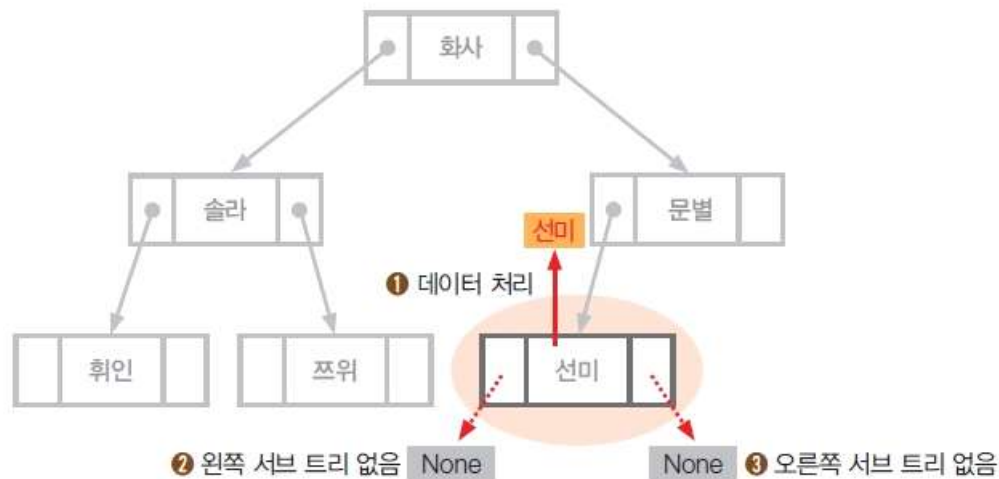 화사
솔라
문별
선미
❶ 데이터 처리
휘인
쯔위
선미
❷ 왼쪽 서브 트리 없음 None
None ❸ 오른쪽 서브 트리 없음